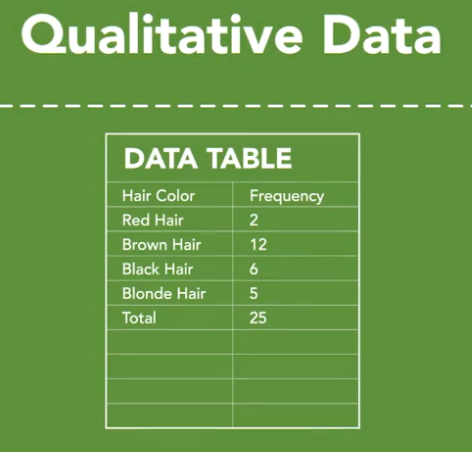 Qualitative Data
DATA TABLE
Hair Color Frequency
Red Hair 2
Brown Hair 12
Black Hair 6
Blonde Hair 5
Total 25